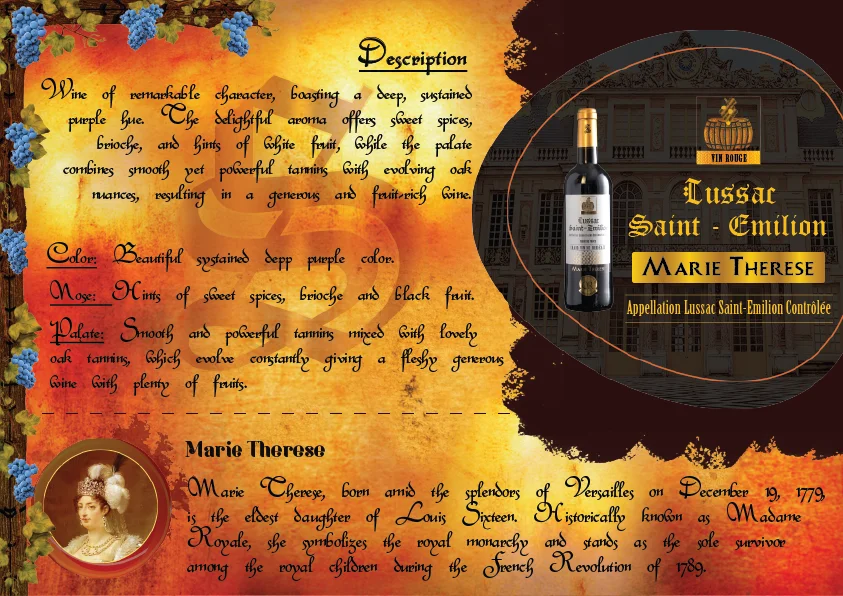 Description
Wine of remarkable character, boasting a deep, sustained
purple hue. The delightful aroma offers sweet spices,
brioche, and hints of white fruit, while the palate
combines smooth yet powerful tannins with evolving oak
nuances, resulting in a generous and fruit-rich wine.
Color: Beautiful systained depp purple color.
Nose: Hints of sweet spices, brioche and black fruit.
Palate: Smooth and powerful tannins mixed with lovely
oak tannins, which evolve constantly giving a fleshy generous
wine with plenty of fruits.
VIN ROUGE
Lussac
Saint - Emilion
MARIE THERESE
Appellation Lussac Saint-Emilion Contrôlée
Lussac
Saint-Emilion
MARIE THERESE
Marie Therese
Marie Therese, born amid the splendors of Versailles on December 19, 1779,
is the eldest daughter of Louis Sixteen. Historically known as Madame
Royale, she symbolizes the royal monarchy and stands as the sole survivor
among the royal children during the French Revolution of 1789.